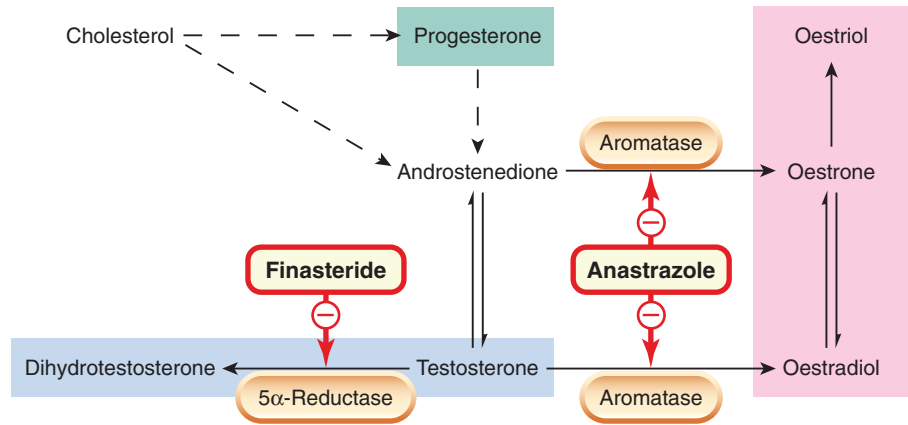 Cholesterol
Progesterone
Oestriol
Aromatase
Androstenedione
Oestrone
Finasteride
Anastrazole
Dihydrotestosterone
Testosterone
Oestradiol
5α-Reductase
Aromatase